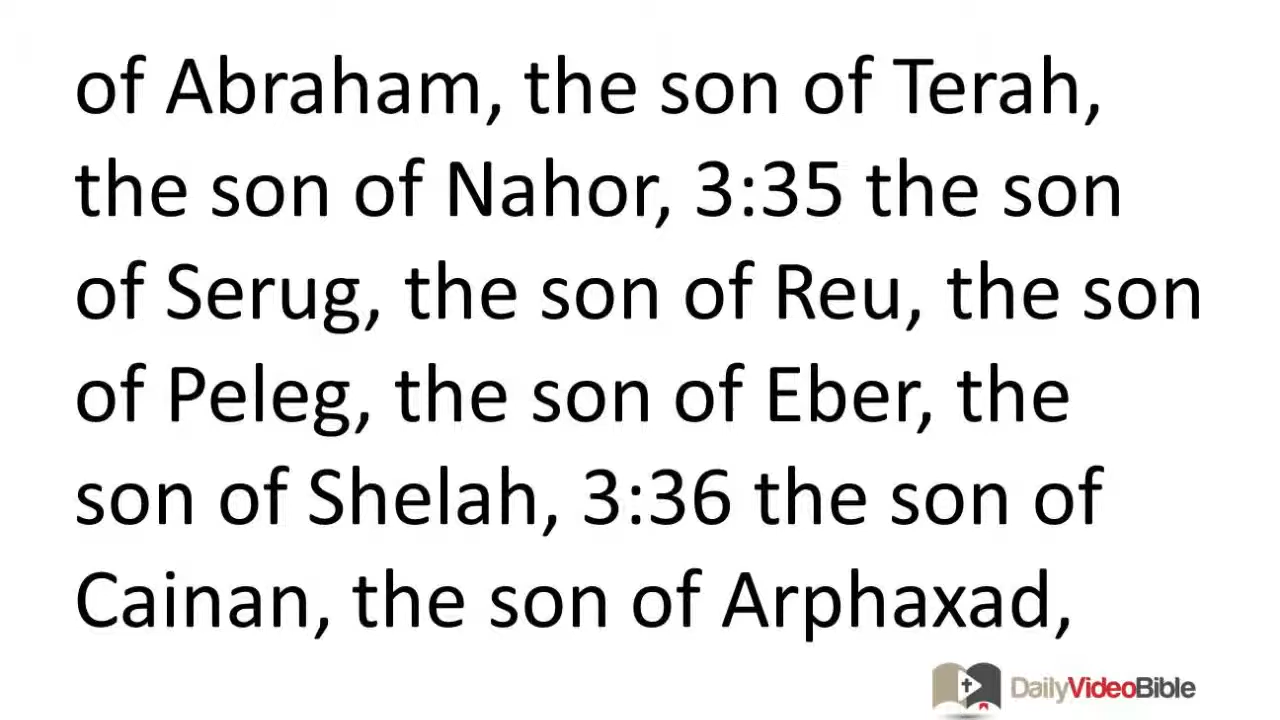 of Abraham, the son of Terah,
the son of Nahor, 3:35 the son
of Serug, the son of Reu, the son
of Peleg, the son of Eber, the
son of Shelah, 3:36 the son of
Cainan, the son of Arphaxad,
DailyVideoBible